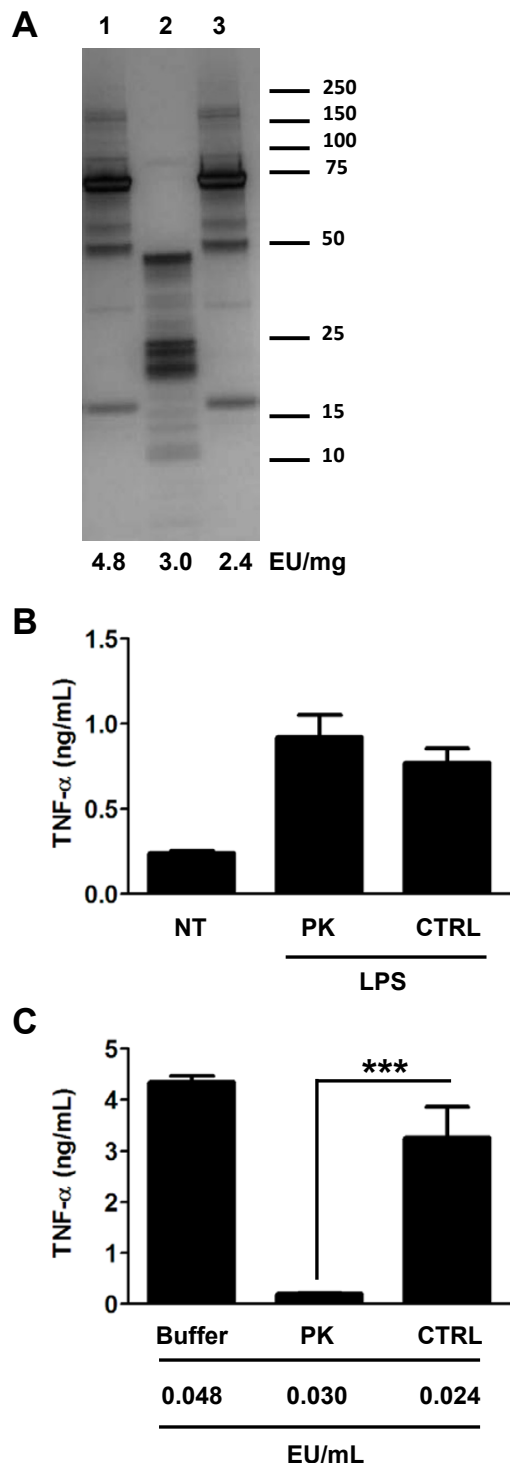 A
1 2 3
250
150
100
75
50
25
15
10
4.8 3.0 2.4 EU/mg
B
TNF-α (ng/mL)
1.5
1.0
0.5
0.0
NT PK CTRL
LPS
C
TNF-α (ng/mL)
5
4
3
2
1
0
***
Buffer PK CTRL
0.048 0.030 0.024
EU/mL